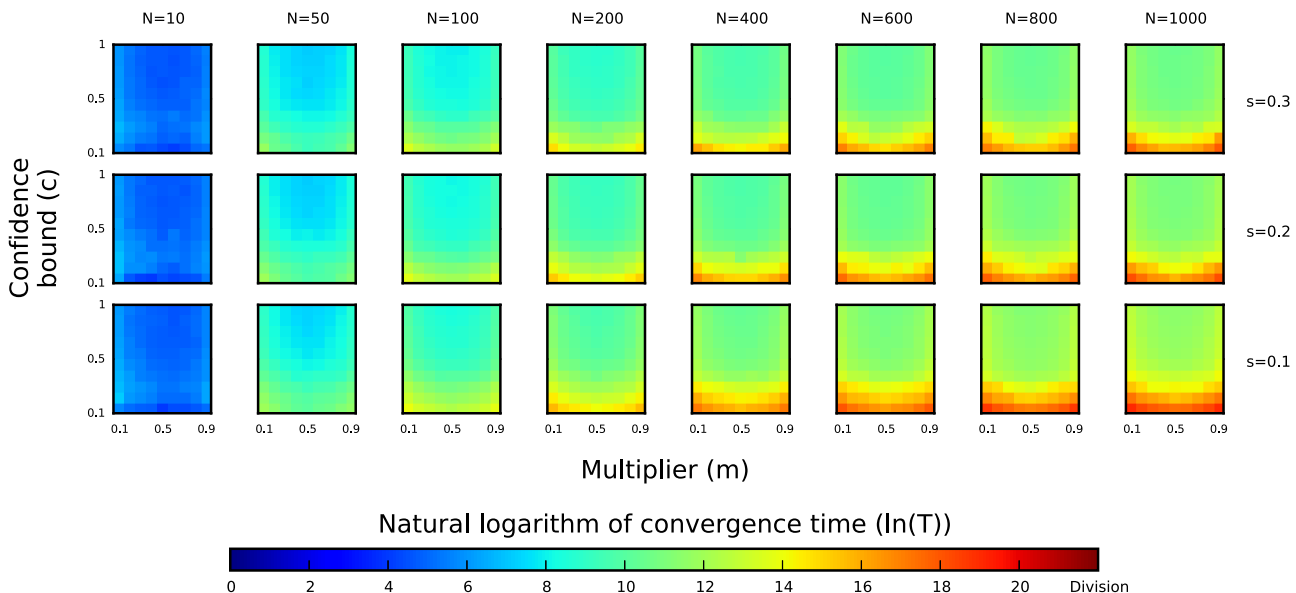 N=10 N=50 N=100 N=200 N=400 N=600 N=800 N=1000
Confidence
bound (c)
1
0.5
0.1
s=0.3
1
0.5
0.1
s=0.2
1
0.5
0.1
s=0.1
0.1 0.5 0.9 0.1 0.5 0.9 0.1 0.5 0.9 0.1 0.5 0.9 0.1 0.5 0.9 0.1 0.5 0.9 0.1 0.5 0.9 0.1 0.5 0.9
Multiplier (m)
Natural logarithm of convergence time (ln(T))
0 2 4 6 8 10 12 14 16 18 20 Division